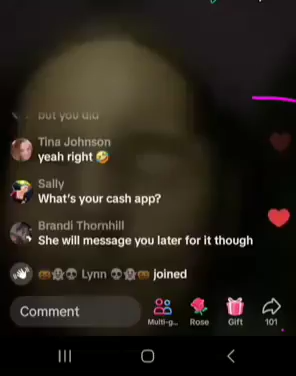 but you did
Tina Johnson
yeah right 🤣
Sally
What's your cash app?
Brandi Thornhill
She will message you later for it though
Lynn joined
Comment
Multi-g...
Rose
Gift
101